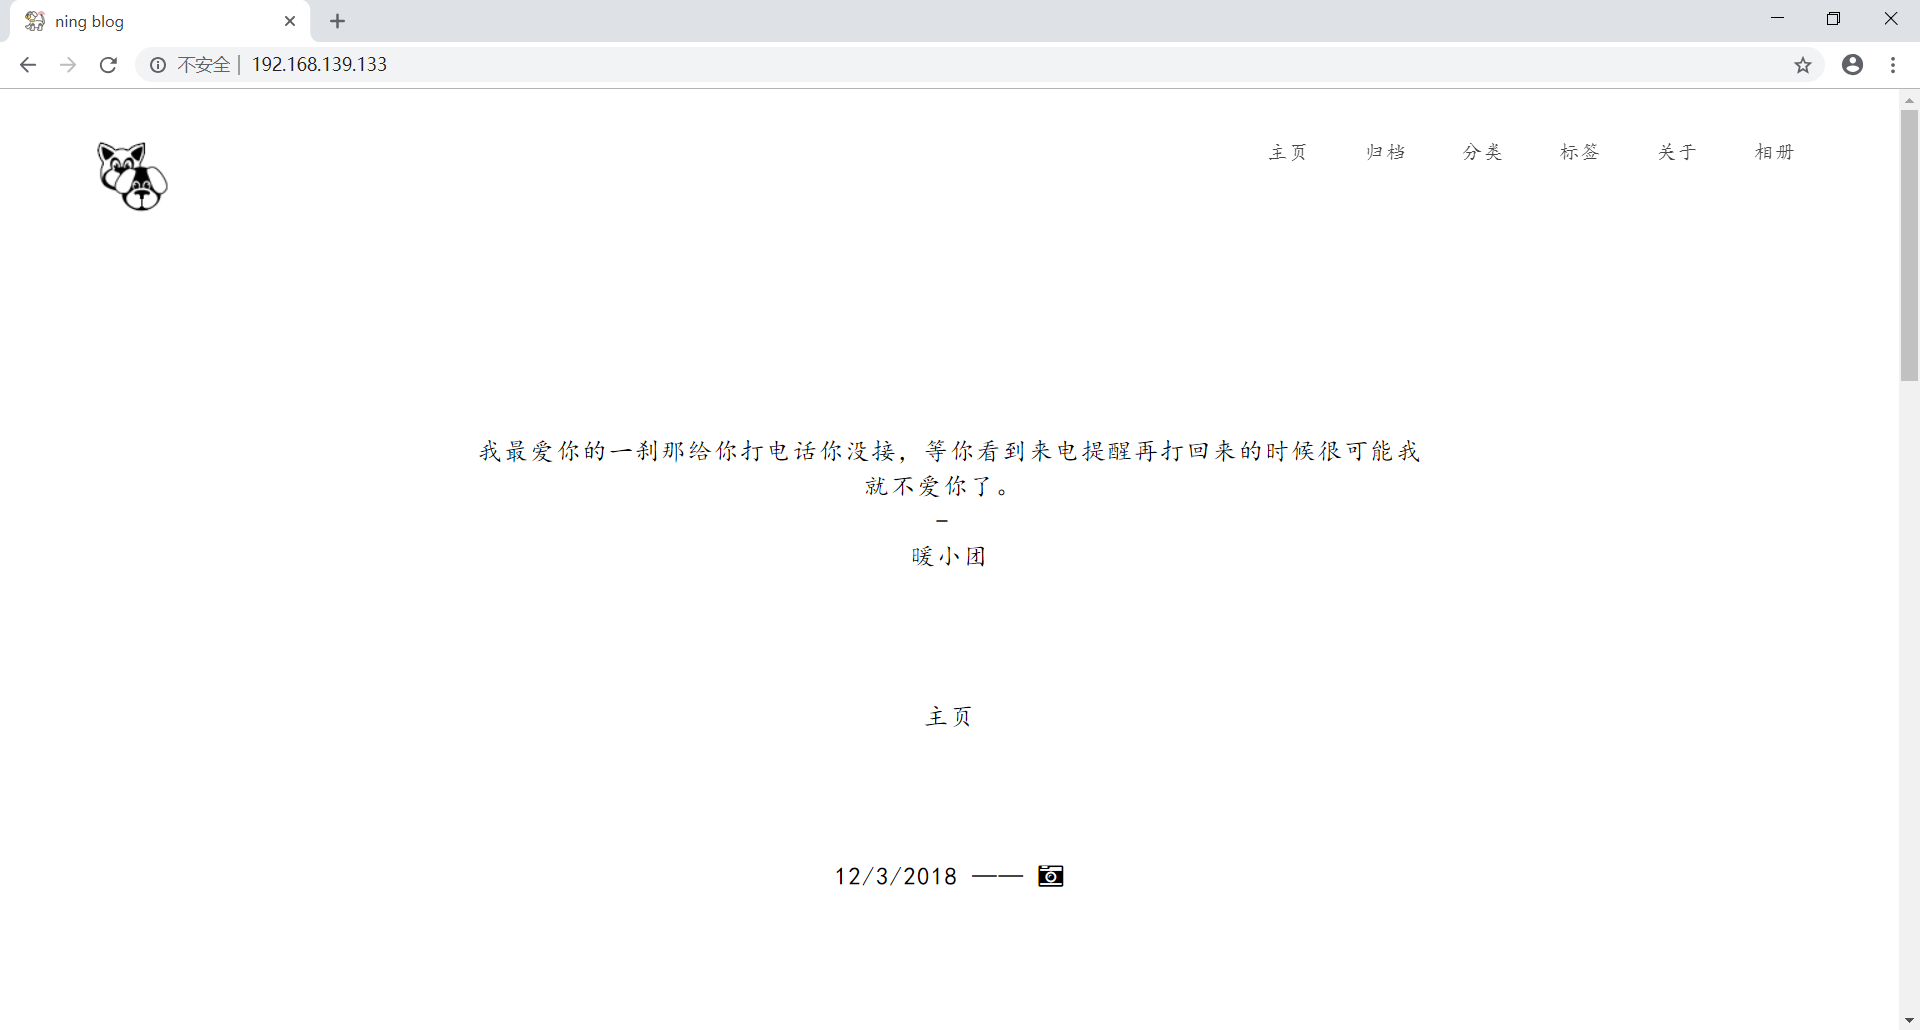 ning blog
不安全 | 192.168.139.133
主页 归档 分类 标签 关于 相册
我最爱你的一刹那给你打电话你没接，等你看到来电提醒再打回来的时候很可能我
就不爱你了。
-
暖小团
主页
12/3/2018 ——